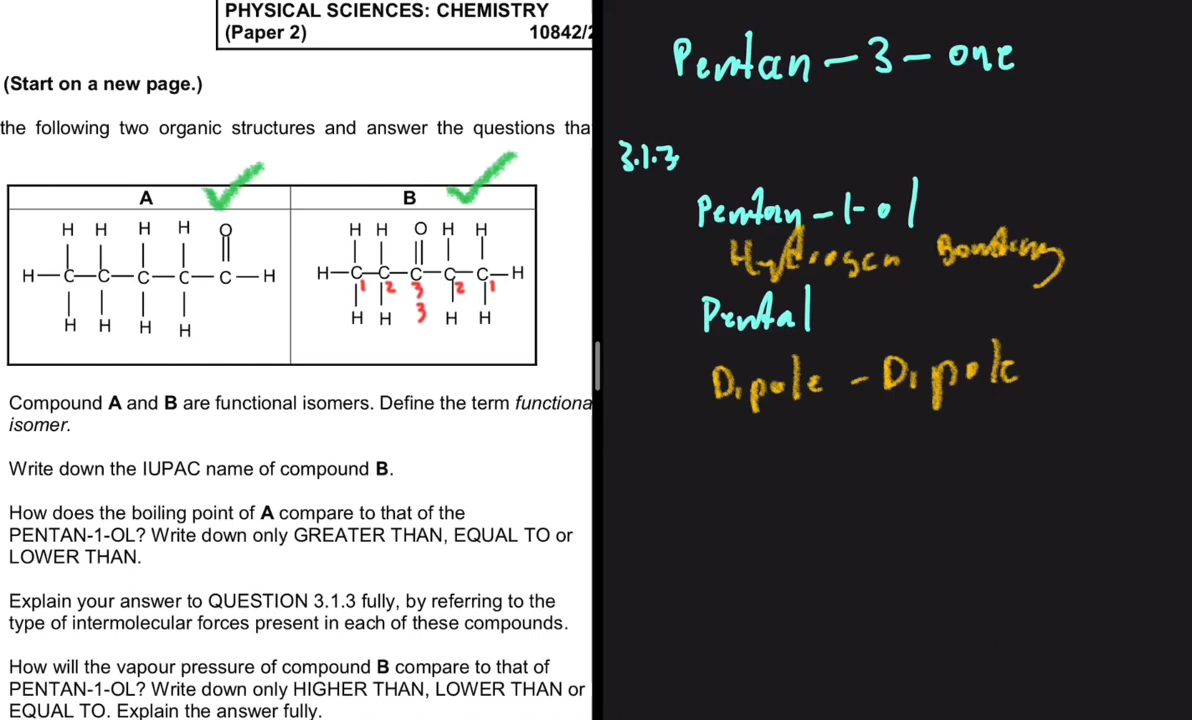 PHYSICAL SCIENCES: CHEMISTRY
(Paper 2) 10842/2
(Start on a new page.)
the following two organic structures and answer the questions tha
A B
H H H H O H H O H H
H C C C C C H H C C C C C H
1 2 3 2 1
H H H H H H 3 H H
Compound A and B are functional isomers. Define the term functiona
isomer.
Write down the IUPAC name of compound B.
How does the boiling point of A compare to that of the
PENTAN-1-OL? Write down only GREATER THAN, EQUAL TO or
LOWER THAN.
Explain your answer to QUESTION 3.1.3 fully, by referring to the
type of intermolecular forces present in each of these compounds.
How will the vapour pressure of compound B compare to that of
PENTAN-1-OL? Write down only HIGHER THAN, LOWER THAN or
EQUAL TO. Explain the answer fully.
Pentan - 3 - one
3.1.3
Pentan - 1 - ol
Hydrogen Bonding
Pental
Dipole - Dipole